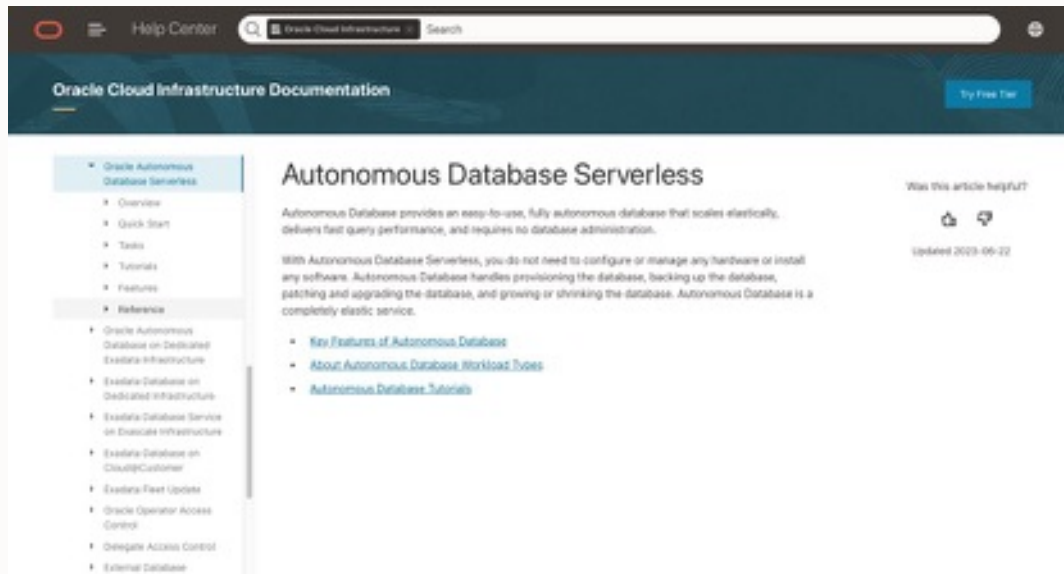 Help Center
Oracle Cloud Infrastructure
Search
Oracle Cloud Infrastructure Documentation
Try Free Tier
Oracle Autonomous
Database Serverless
Overview
Quick Start
Tasks
Tutorials
Features
Reference
Oracle Autonomous
Database on Dedicated
Exadata Infrastructure
Exadata Database on
Dedicated Infrastructure
Exadata Database Service
on Exascale Infrastructure
Exadata Database on
Cloud@Customer
Exadata Fleet Update
Oracle Operator Access
Control
Delegate Access Control
External Database
Autonomous Database Serverless
Autonomous Database provides an easy-to-use, fully autonomous database that scales elastically,
delivers fast query performance, and requires no database administration.
With Autonomous Database Serverless, you do not need to configure or manage any hardware or install
any software. Autonomous Database handles provisioning the database, backing up the database,
patching and upgrading the database, and growing or shrinking the database. Autonomous Database is a
completely elastic service.
Key Features of Autonomous Database
About Autonomous Database Workload Types
Autonomous Database Tutorials
Was this article helpful?
Updated 2023-06-22